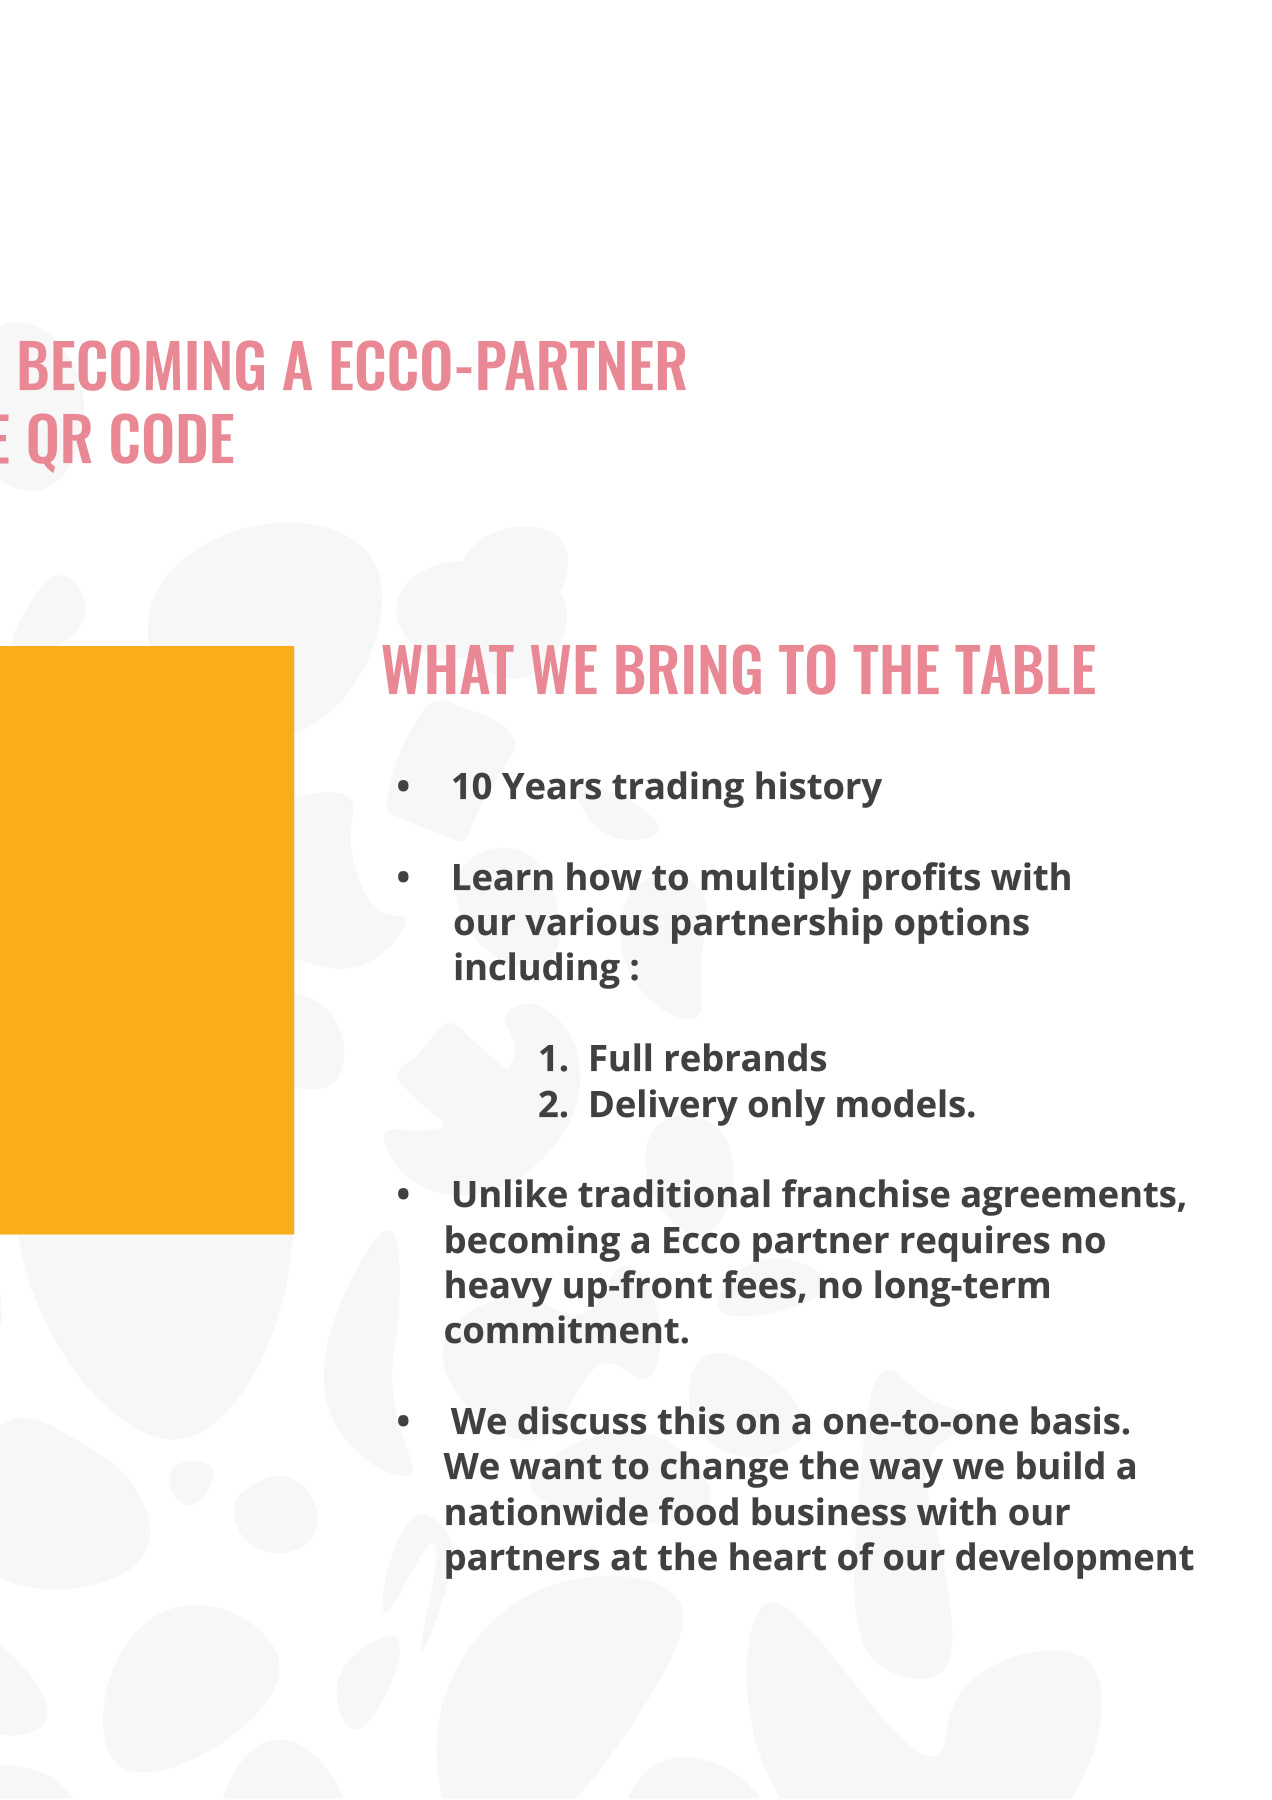 BECOMING A ECCO-PARTNER
QR CODE
WHAT WE BRING TO THE TABLE
• 10 Years trading history
• Learn how to multiply profits with
our various partnership options
including :
1. Full rebrands
2. Delivery only models.
• Unlike traditional franchise agreements,
becoming a Ecco partner requires no
heavy up-front fees, no long-term
commitment.
• We discuss this on a one-to-one basis.
We want to change the way we build a
nationwide food business with our
partners at the heart of our development